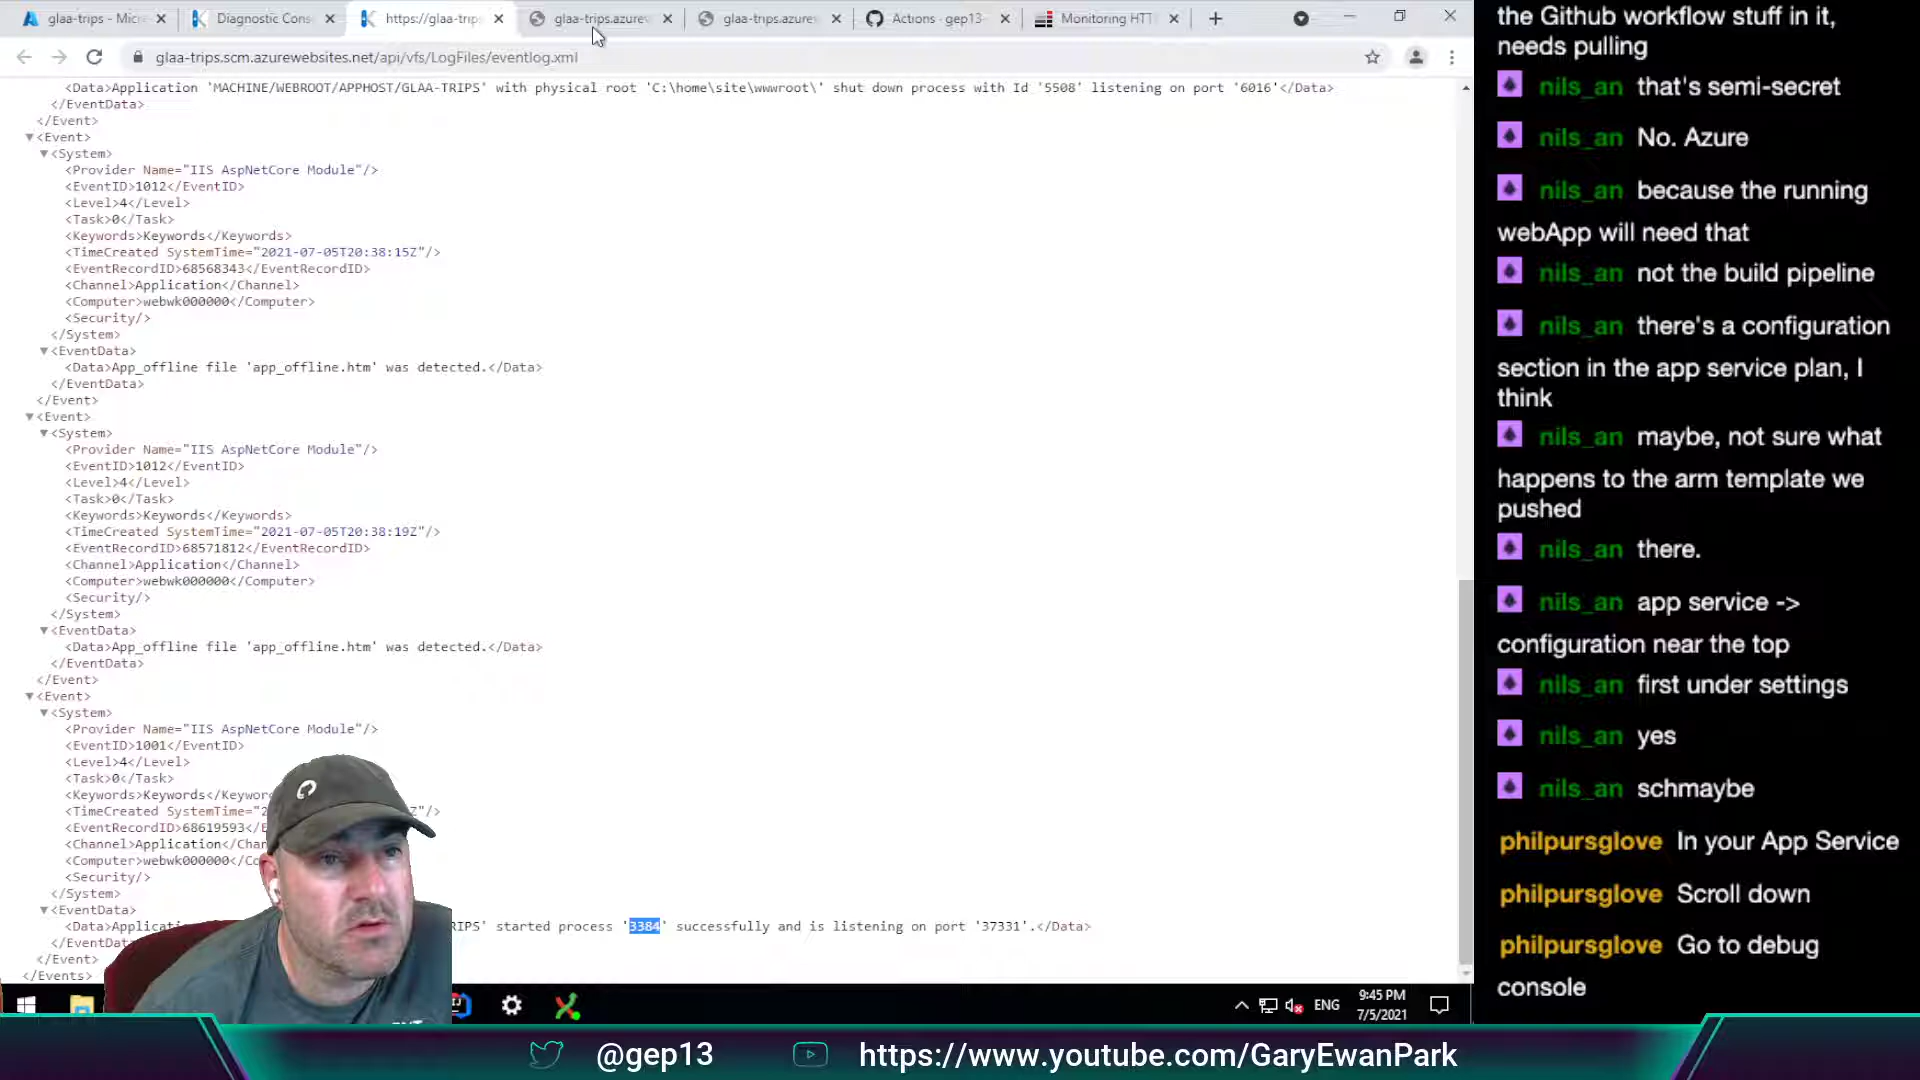 glaa-trips - Micro
Diagnostic Cons
https://glaa-trips
glaa-trips.azurew
glaa-trips.azurew
Actions · gep13-
Monitoring HTT
glaa-trips.scm.azurewebsites.net/api/vfs/LogFiles/eventlog.xml
<Data>Application 'MACHINE/WEBROOT/APPHOST/GLAA-TRIPS' with physical root 'C:\home\site\wwwroot\' shut down process with Id '5508' listening on port '6016'</Data>
</EventData>
</Event>
▼<Event>
▼<System>
<Provider Name="IIS AspNetCore Module"/>
<EventID>1012</EventID>
<Level>4</Level>
<Task>0</Task>
<Keywords>Keywords</Keywords>
<TimeCreated SystemTime="2021-07-05T20:38:15Z"/>
<EventRecordID>68568343</EventRecordID>
<Channel>Application</Channel>
<Computer>webwk000000</Computer>
<Security/>
</System>
▼<EventData>
<Data>App_offline file 'app_offline.htm' was detected.</Data>
</EventData>
</Event>
▼<Event>
▼<System>
<Provider Name="IIS AspNetCore Module"/>
<EventID>1012</EventID>
<Level>4</Level>
<Task>0</Task>
<Keywords>Keywords</Keywords>
<TimeCreated SystemTime="2021-07-05T20:38:19Z"/>
<EventRecordID>68571812</EventRecordID>
<Channel>Application</Channel>
<Computer>webwk000000</Computer>
<Security/>
</System>
▼<EventData>
<Data>App_offline file 'app_offline.htm' was detected.</Data>
</EventData>
</Event>
▼<Event>
▼<System>
<Provider Name="IIS AspNetCore Module"/>
<EventID>1001</EventID>
<Level>4</Level>
<Task>0</Task>
<Keywords>Keywor
<TimeCreated SystemTime="2 Z"/>
<EventRecordID>68619593</E
<Channel>Application</Chan
<Computer>webwk000000</Co
<Security/>
</System>
▼<EventData>
<Data>Applicat RIPS' started process '3384' successfully and is listening on port '37331'.</Data>
</EventDa
</Event>
</Events>
ENG
9:45 PM
7/5/2021
the Github workflow stuff in it,
needs pulling
nils_an that's semi-secret
nils_an No. Azure
nils_an because the running
webApp will need that
nils_an not the build pipeline
nils_an there's a configuration
section in the app service plan, I
think
nils_an maybe, not sure what
happens to the arm template we
pushed
nils_an there.
nils_an app service ->
configuration near the top
nils_an first under settings
nils_an yes
nils_an schmaybe
philpursglove In your App Service
philpursglove Scroll down
philpursglove Go to debug
console
@gep13
https://www.youtube.com/GaryEwanPark